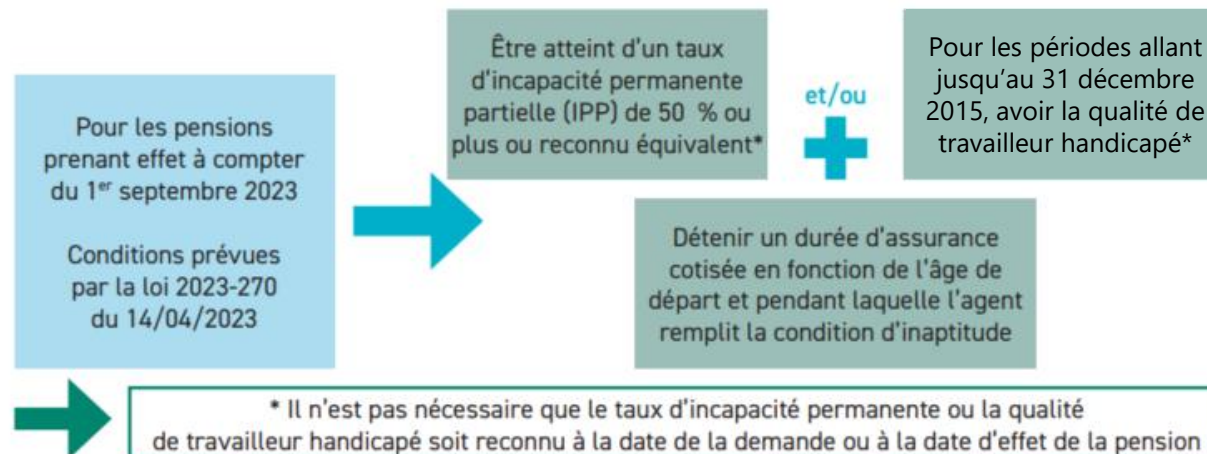 Pour les pensions
prenant effet à compter
du 1er septembre 2023
Conditions prévues
par la loi 2023-270
du 14/04/2023
Être atteint d'un taux
d'incapacité permanente
partielle (IPP) de 50 % ou
plus ou reconnu équivalent*
et/ou
Pour les périodes allant
jusqu'au 31 décembre
2015, avoir la qualité de
travailleur handicapé*
Détenir un durée d'assurance
cotisée en fonction de l'âge de
départ et pendant laquelle l'agent
remplit la condition d'inaptitude
* Il n'est pas nécessaire que le taux d'incapacité permanente ou la qualité
de travailleur handicapé soit reconnu à la date de la demande ou à la date d'effet de la pension